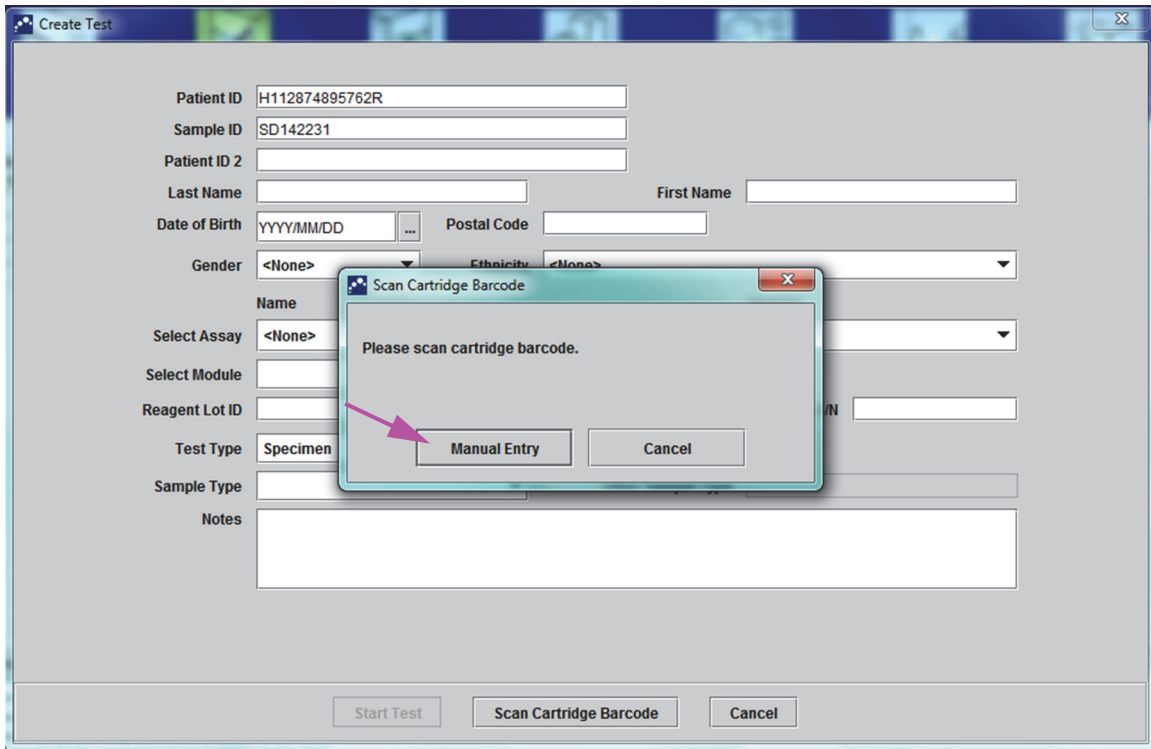 Create Test
Patient ID H112874895762R
Sample ID SD142231
Patient ID 2
Last Name First Name
Date of Birth YYYY/MM/DD ... Postal Code
Gender <None> Ethnicity <None>
Scan Cartridge Barcode
Name
Select Assay <None>
Please scan cartridge barcode.
Select Module
Reagent Lot ID
Manual Entry Cancel
Test Type Specimen
Sample Type
Notes
Start Test Scan Cartridge Barcode Cancel